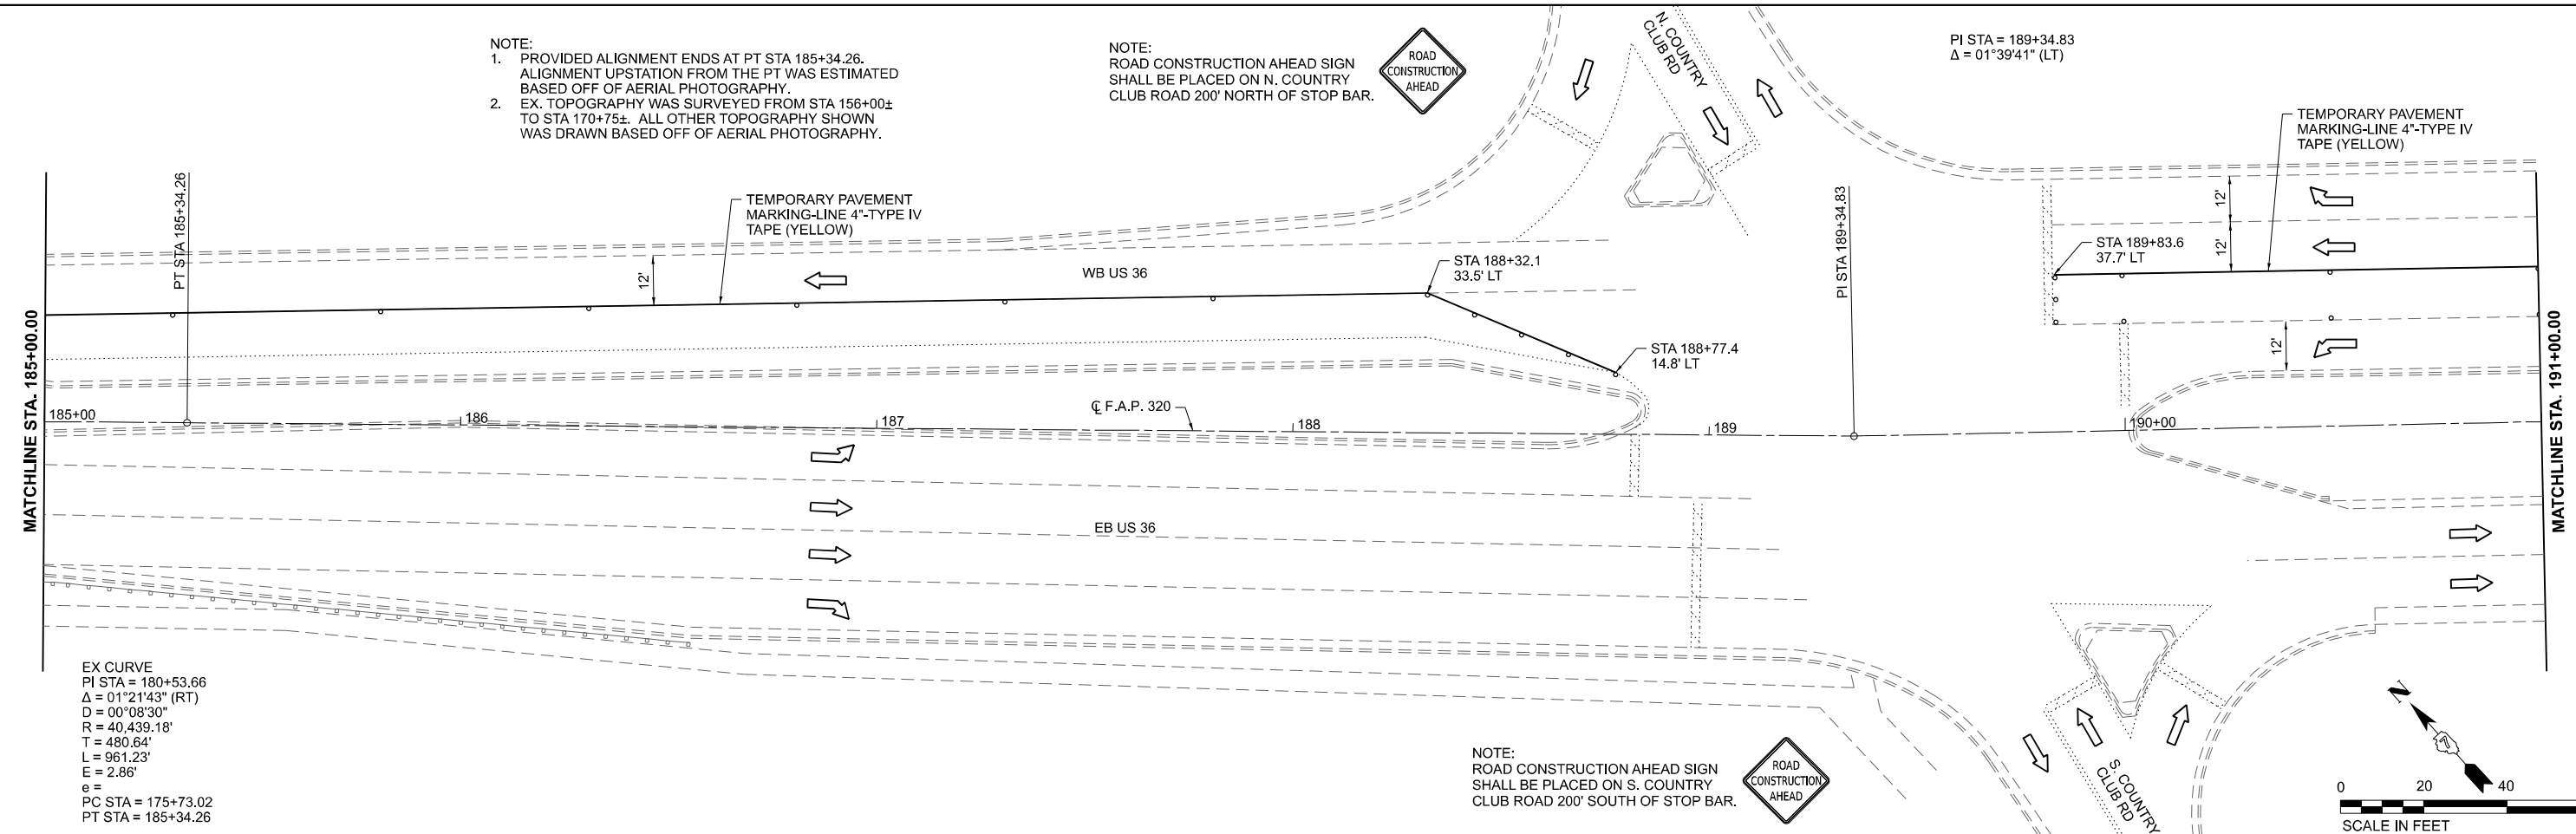 NOTE:
1. PROVIDED ALIGNMENT ENDS AT PT STA 185+34.26.
ALIGNMENT UPSTATION FROM THE PT WAS ESTIMATED
BASED OFF OF AERIAL PHOTOGRAPHY.
2. EX. TOPOGRAPHY WAS SURVEYED FROM STA 156+00±
TO STA 170+75±. ALL OTHER TOPOGRAPHY SHOWN
WAS DRAWN BASED OFF OF AERIAL PHOTOGRAPHY.
NOTE:
ROAD CONSTRUCTION AHEAD SIGN
SHALL BE PLACED ON N. COUNTRY
CLUB ROAD 200' NORTH OF STOP BAR.
ROAD
CONSTRUCTION
AHEAD
N. COUNTRY
CLUB RD
PI STA = 189+34.83
Δ = 01°39'41" (LT)
TEMPORARY PAVEMENT
MARKING-LINE 4"-TYPE IV
TAPE (YELLOW)
PT STA 185+34.26
TEMPORARY PAVEMENT
MARKING-LINE 4"-TYPE IV
TAPE (YELLOW)
12'
WB US 36
STA 188+32.1
33.5' LT
PI STA 189+34.83
12'
12'
STA 189+83.6
37.7' LT
STA 188+77.4
14.8' LT
12'
MATCHLINE STA. 185+00.00
MATCHLINE STA. 191+00.00
185+00
186
187
℄ F.A.P. 320
188
189
190+00
EB US 36
EX CURVE
PI STA = 180+53.66
Δ = 01°21'43" (RT)
D = 00°08'30"
R = 40,439.18'
T = 480.64'
L = 961.23'
E = 2.86'
e =
PC STA = 175+73.02
PT STA = 185+34.26
NOTE:
ROAD CONSTRUCTION AHEAD SIGN
SHALL BE PLACED ON S. COUNTRY
CLUB ROAD 200' SOUTH OF STOP BAR.
ROAD
CONSTRUCTION
AHEAD
S. COUNTRY
CLUB RD
N
0 20 40
SCALE IN FEET